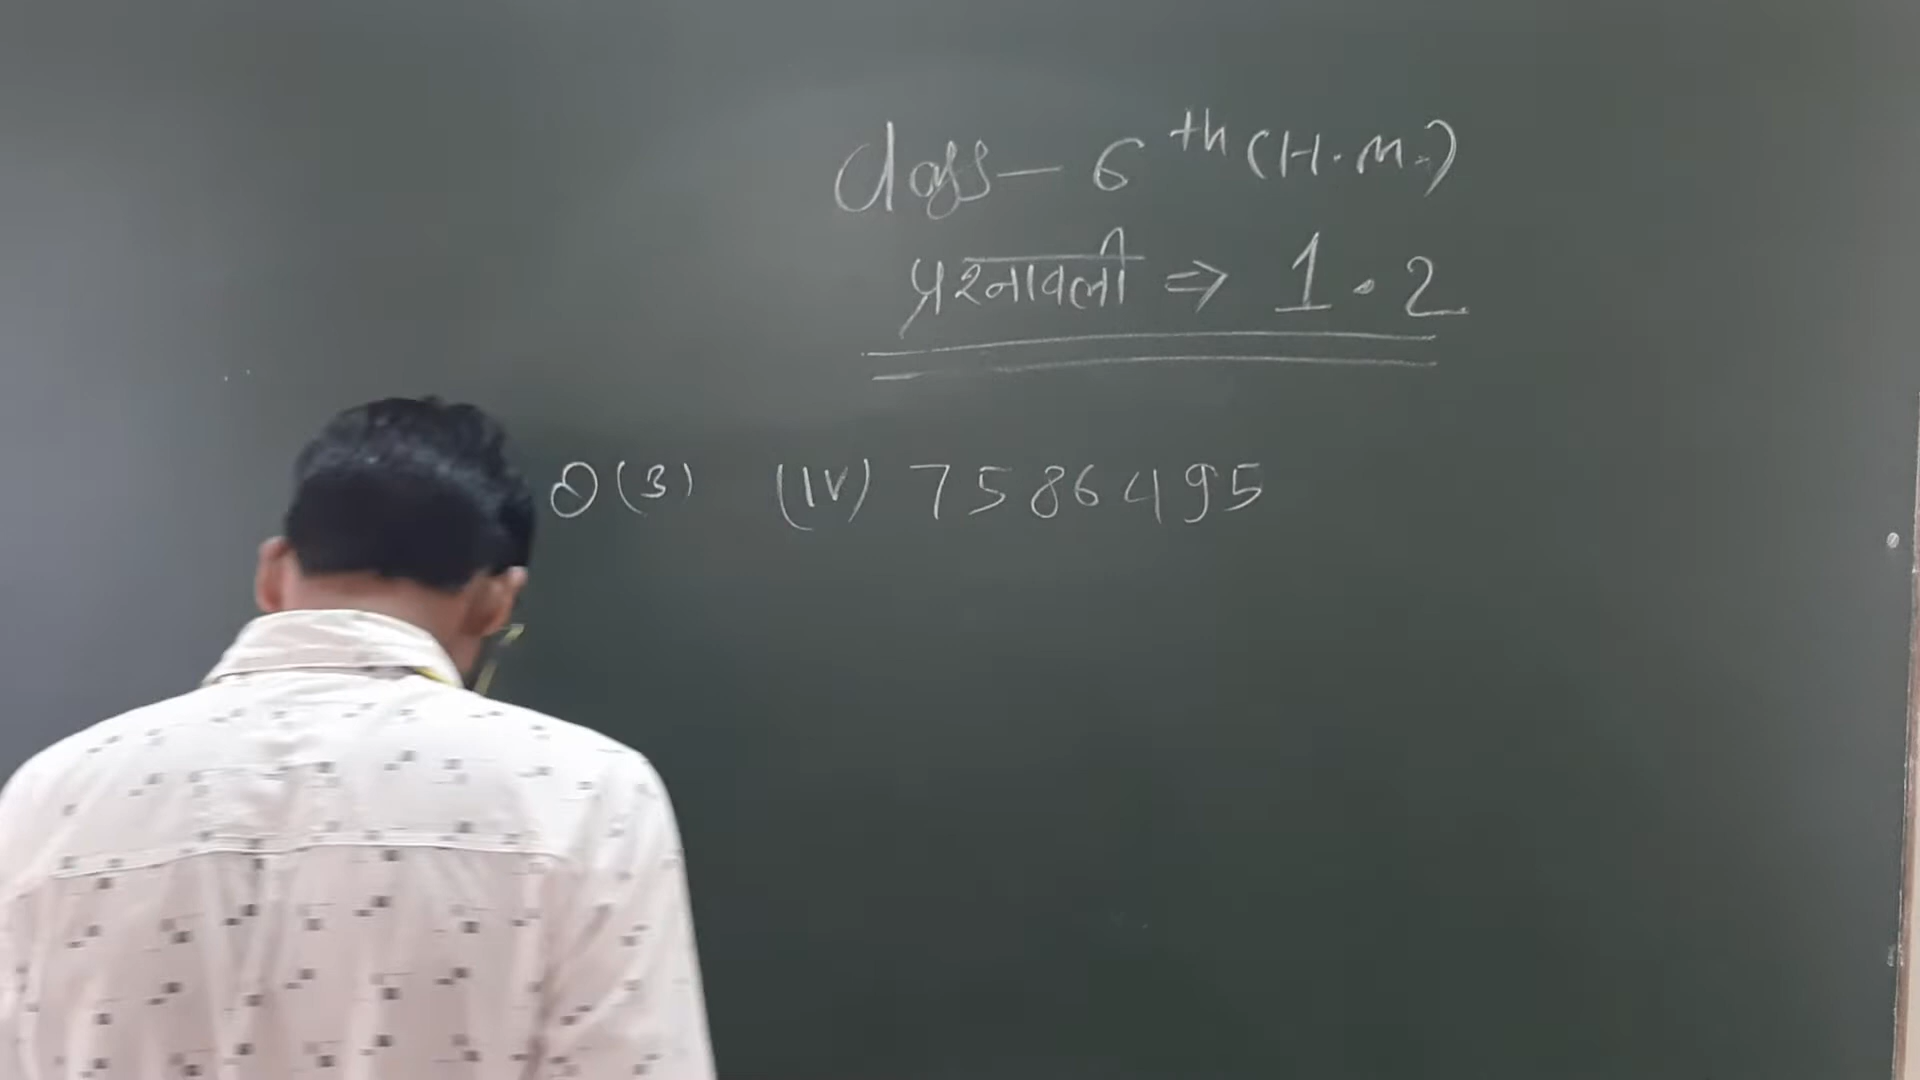 Class - 6th (H.M.)
प्रश्नावली ⇒ 1.2
Q(3) (IV) 7586495